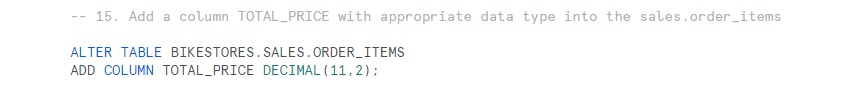 -- 15. Add a column TOTAL_PRICE with appropriate data type into the sales.order_items
ALTER TABLE BIKESTORES.SALES.ORDER_ITEMS
ADD COLUMN TOTAL_PRICE DECIMAL(11,2);